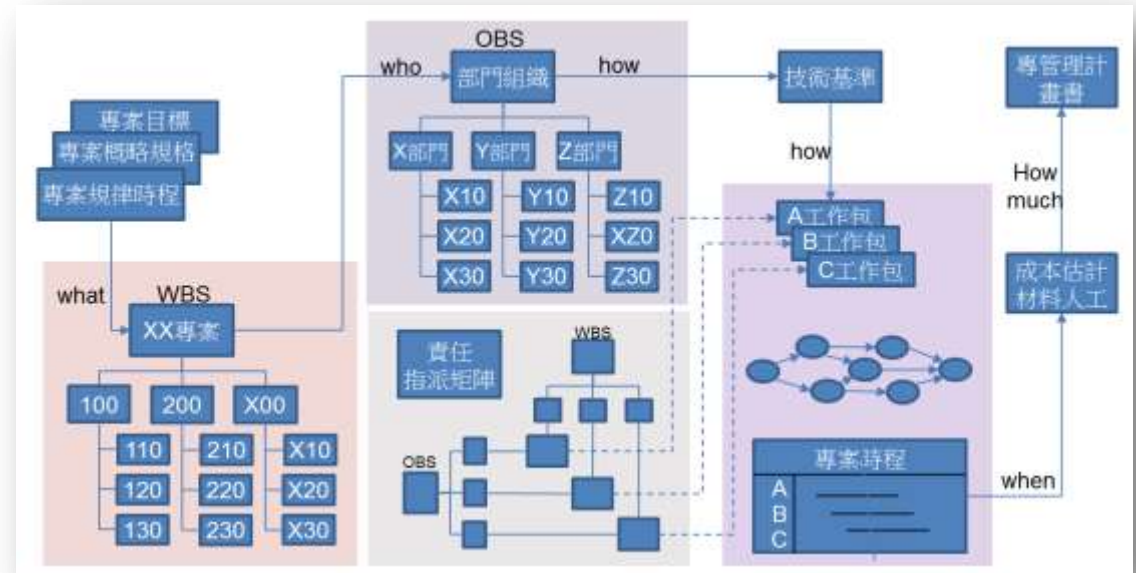 專案目標
專案概略規格
專案規律時程
what
WBS
XX專案
100
200
X00
110
210
X10
120
220
X20
130
230
X30
who
OBS
部門組織
how
X部門
Y部門
Z部門
X10
Y10
Z10
X20
Y20
XZ0
X30
Y30
Z30
責任
指派矩陣
WBS
OBS
技術基準
how
A工作包
B工作包
C工作包
專案時程
A
B
C
when
成本估計
材料人工
How
much
專管理計
畫書